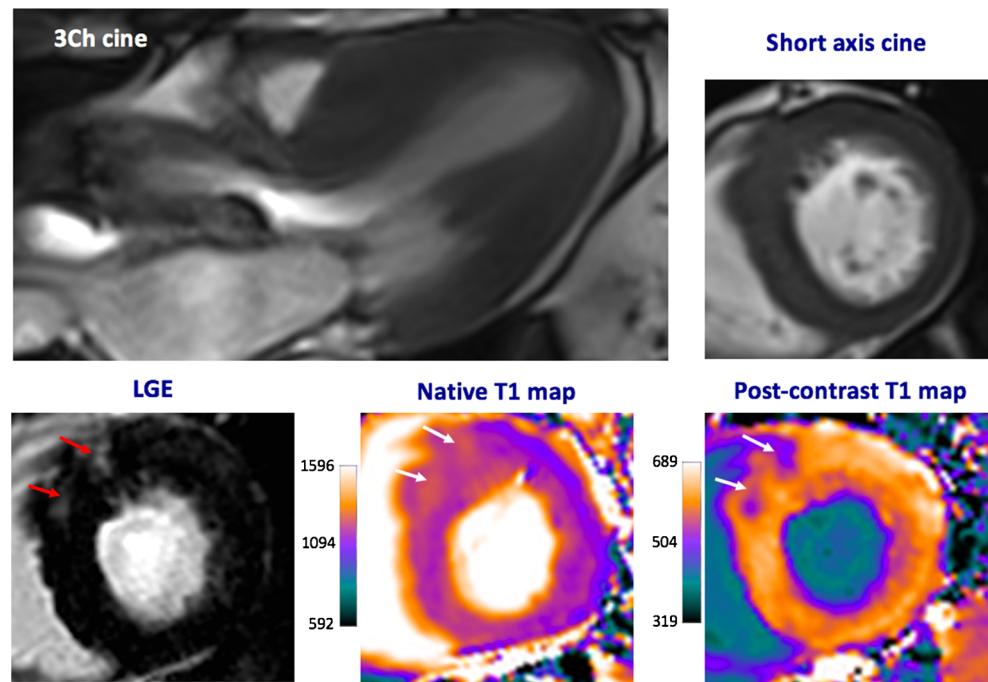 3Ch cine
Short axis cine
LGE
Native T1 map
Post-contrast T1 map
1596
1094
592
689
504
319